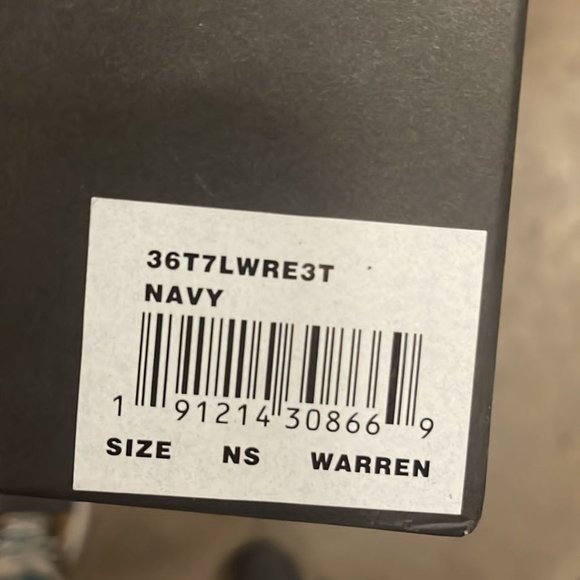 36T7LWRE3T
NAVY
1 91214 30866 9
SIZE NS WARREN